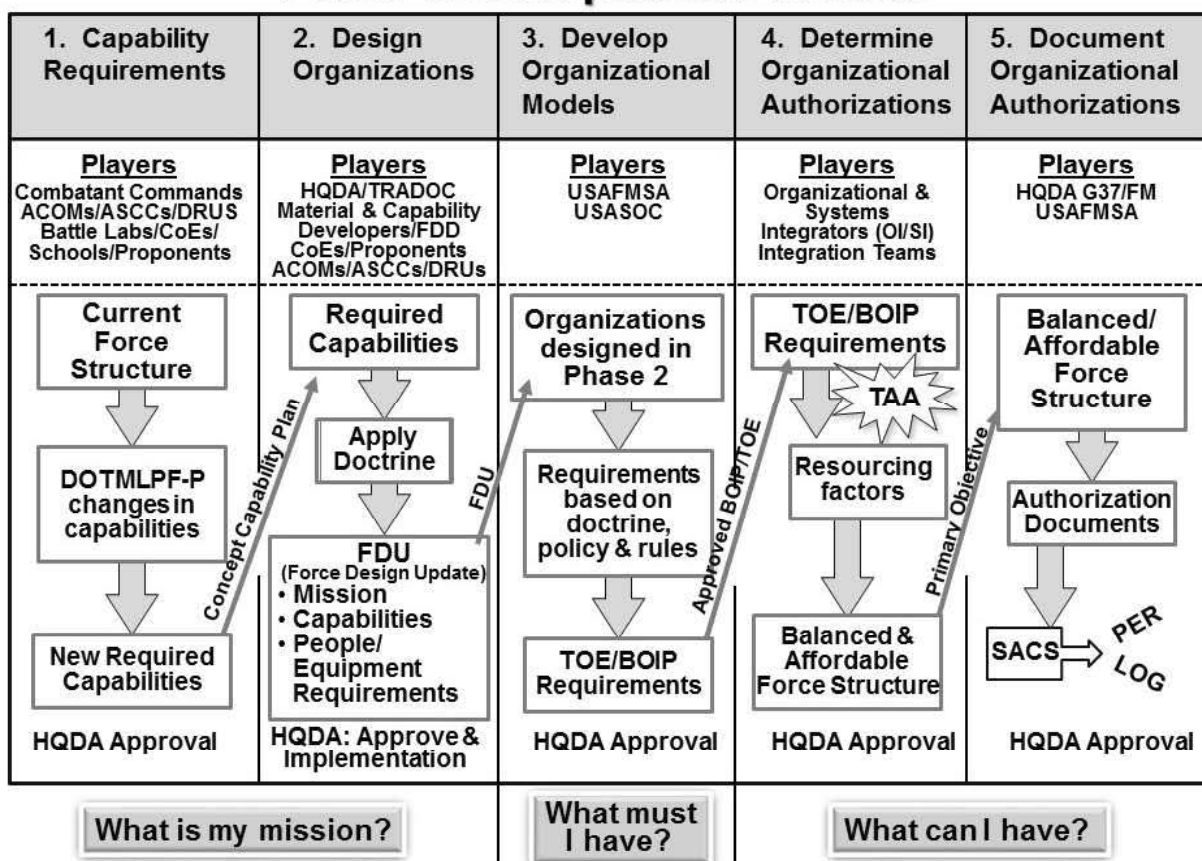 1. Capability
Requirements
2. Design
Organizations
3. Develop
Organizational
Models
4. Determine
Organizational
Authorizations
5. Document
Organizational
Authorizations
Players
Combatant Commands
ACOMs/ASCCs/DRUS
Battle Labs/CoEs/
Schools/Proponents
Players
HQDA/TRADOC
Material & Capability
Developers/FDD
CoEs/Proponents
ACOMs/ASCCs/DRUs
Players
USAFMSA
USASOC
Players
Organizational &
Systems
Integrators (OI/SI)
Integration Teams
Players
HQDA G37/FM
USAFMSA
Current
Force
Structure
DOTMLPF-P
changes in
capabilities
New Required
Capabilities
HQDA Approval
Concept Capability Plan
Required
Capabilities
Apply
Doctrine
FDU
(Force Design Update)
• Mission
• Capabilities
• People/
Equipment
Requirements
HQDA: Approve &
Implementation
FDU
Organizations
designed in
Phase 2
Requirements
based on
doctrine,
policy & rules
TOE/BOIP
Requirements
HQDA Approval
Approved BOIP/TOE
TOE/BOIP
Requirements
TAA
Resourcing
factors
Balanced &
Affordable
Force Structure
HQDA Approval
Primary Objective
Balanced/
Affordable
Force
Structure
Authorization
Documents
SACS
PER
LOG
HQDA Approval
What is my mission?
What must
I have?
What can I have?